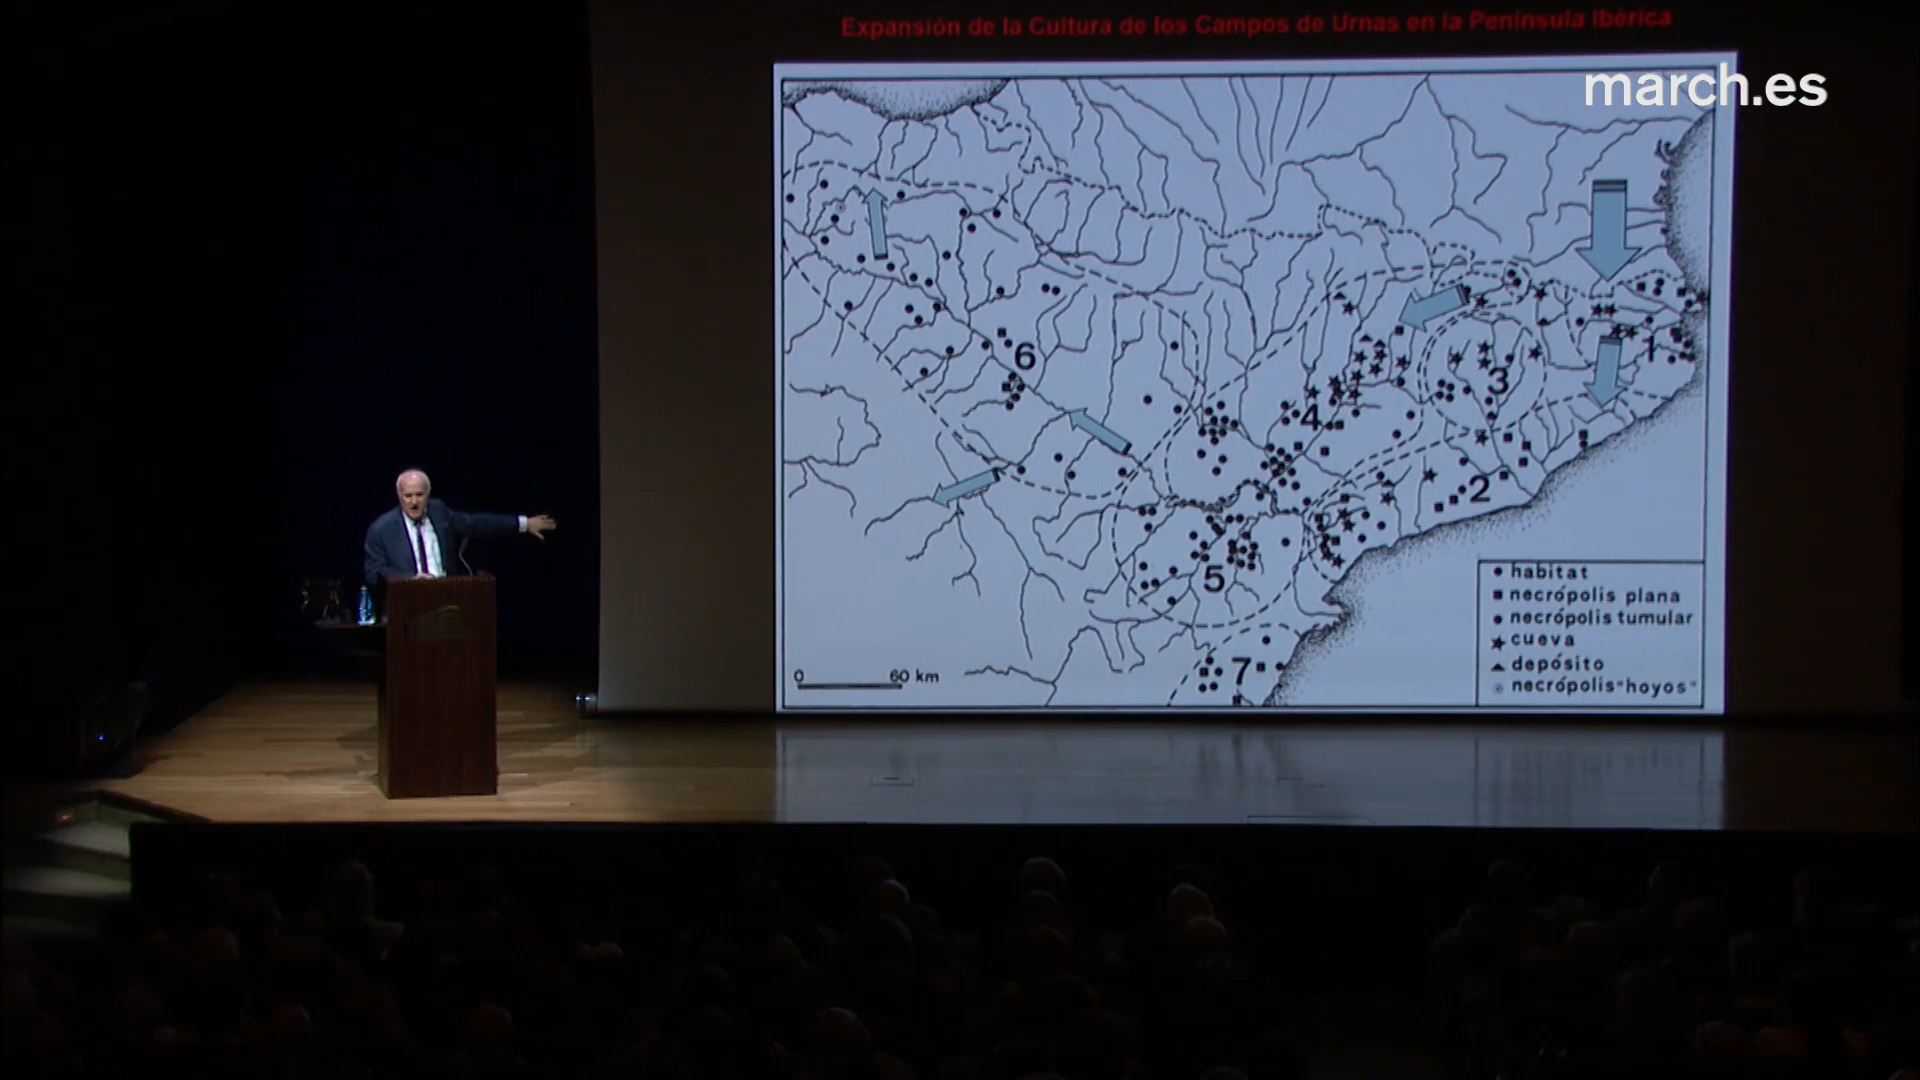 Expansión de la Cultura de los Campos de Urnas en la Península Ibérica
march.es
6
1
3
4
2
5
7
habitat
necrópolis plana
necrópolis tumular
cueva
depósito
necrópolis "hoyos"
0 60 km